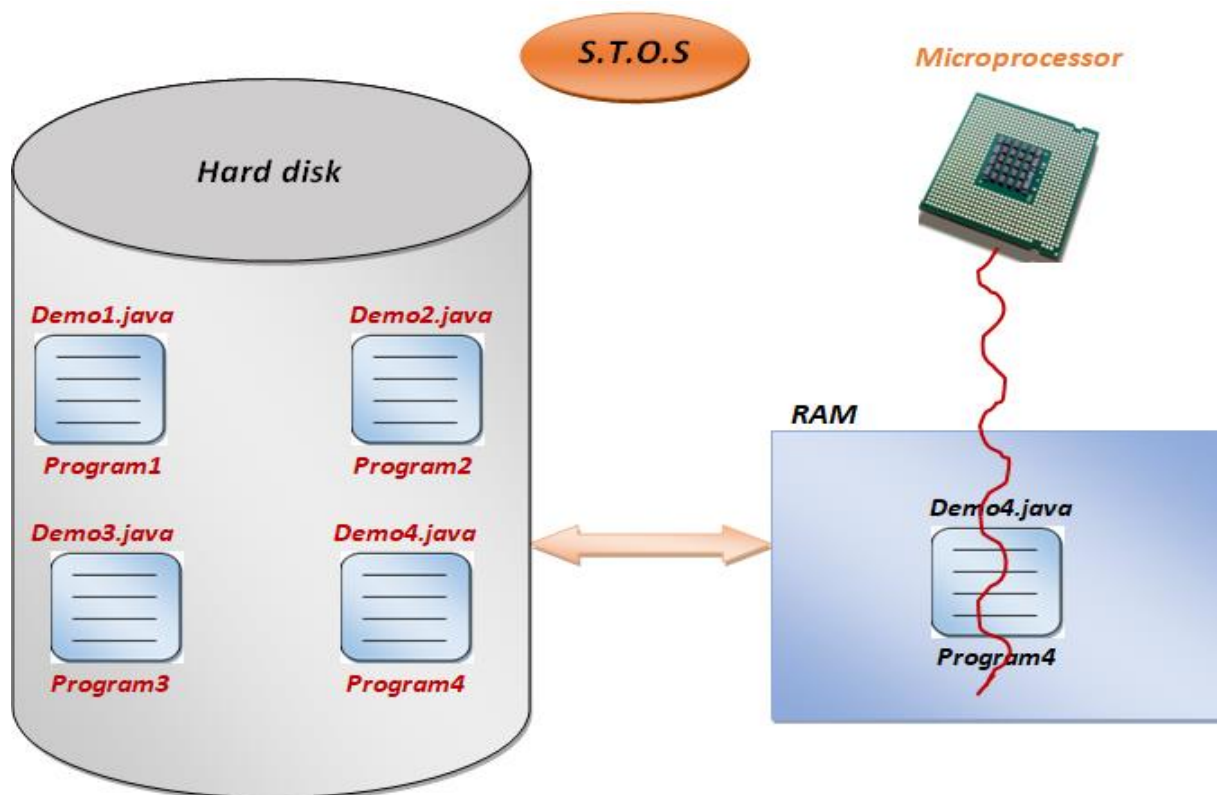 S.T.O.S
Microprocessor
Hard disk
Demo1.java
Demo2.java
Program1
Program2
RAM
Demo3.java
Demo4.java
Demo4.java
Program3
Program4
Program4